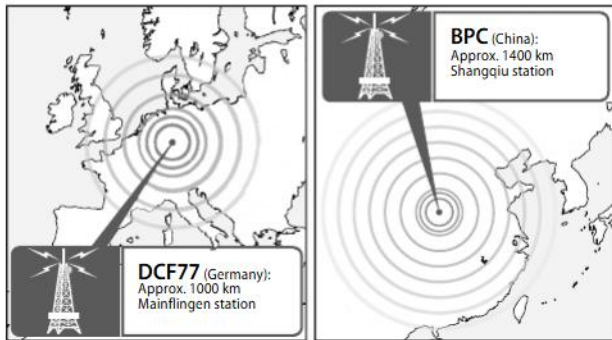 DCF77 (Germany):
Approx. 1000 km
Mainflingen station
BPC (China):
Approx. 1400 km
Shangqiu station